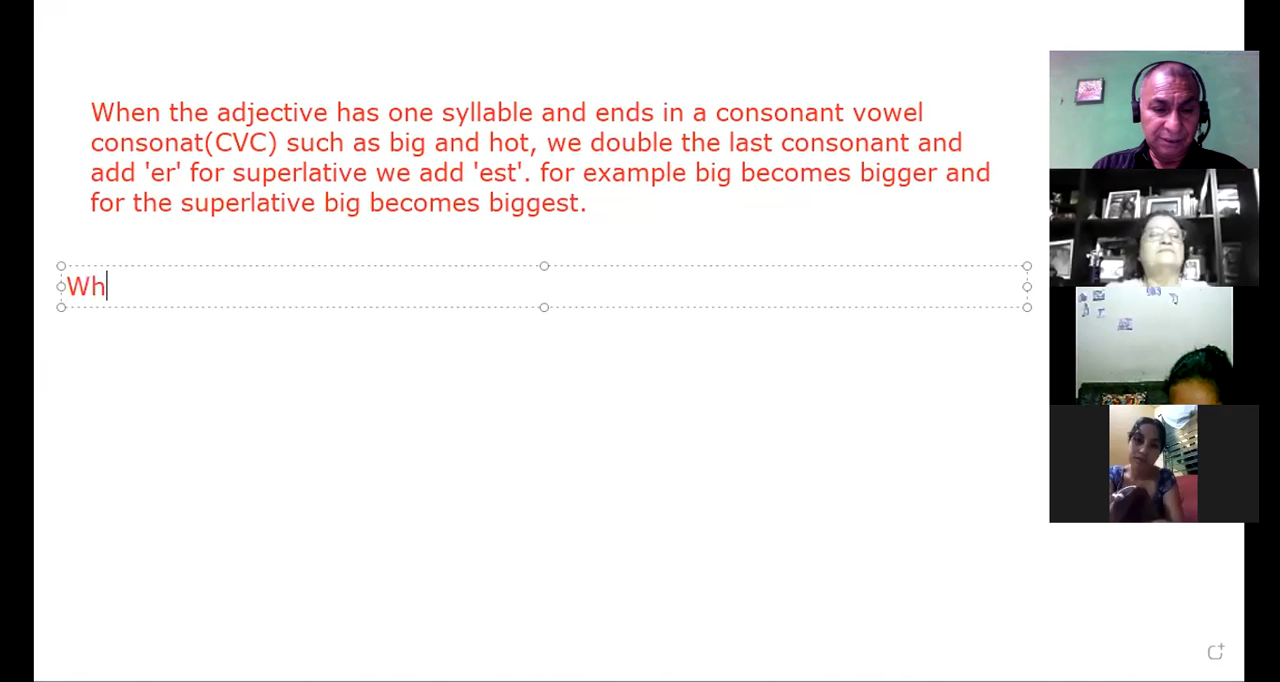 When the adjective has one syllable and ends in a consonant vowel
consonat(CVC) such as big and hot, we double the last consonant and
add 'er' for superlative we add 'est'. for example big becomes bigger and
for the superlative big becomes biggest.
Wh